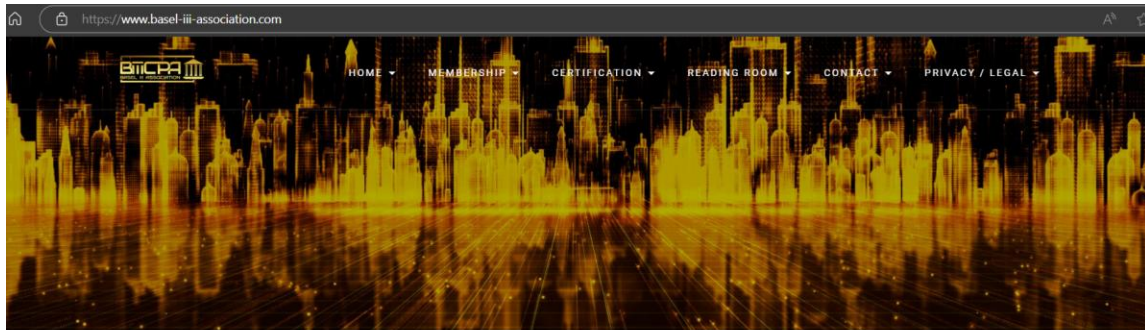 https://www.basel-iii-association.com
BiiiCPA
BASEL III ASSOCIATION
HOME
MEMBERSHIP
CERTIFICATION
READING ROOM
CONTACT
PRIVACY / LEGAL